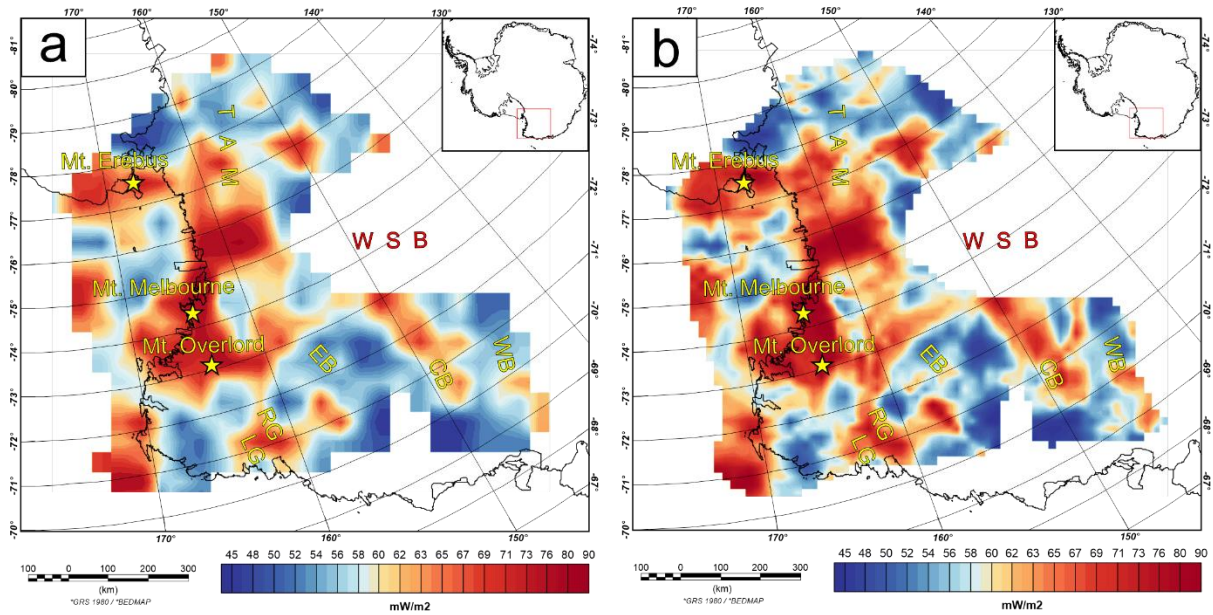 170° 160° 150° 140° 130°
a
-81°
-80°
-79°
-78°
-77°
-76°
-75°
-74°
-73°
-72°
-71°
-70°
-74°
-73°
-72°
-71°
-70°
-69°
-68°
-67°
T
A
M
Mt. Erebus
W S B
Mt. Melbourne
Mt. Overlord
EB
CB
WB
RG
LG
170° 160° 150°
100 0 100 200 300
(km)
*GRS 1980 / *BEDMAP
45 48 50 52 54 56 58 60 62 63 65 67 69 71 73 76 80 90
mW/m2
170° 160° 150° 140° 130°
b
-81°
-80°
-79°
-78°
-77°
-76°
-75°
-74°
-73°
-72°
-71°
-70°
-74°
-73°
-72°
-71°
-70°
-69°
-68°
-67°
T
A
M
Mt. Erebus
W S B
Mt. Melbourne
Mt. Overlord
EB
CB
WB
RG
LG
170° 160° 150°
100 0 100 200 300
(km)
*GRS 1980 / *BEDMAP
45 48 50 52 54 56 58 60 62 63 65 67 69 71 73 76 80 90
mW/m2